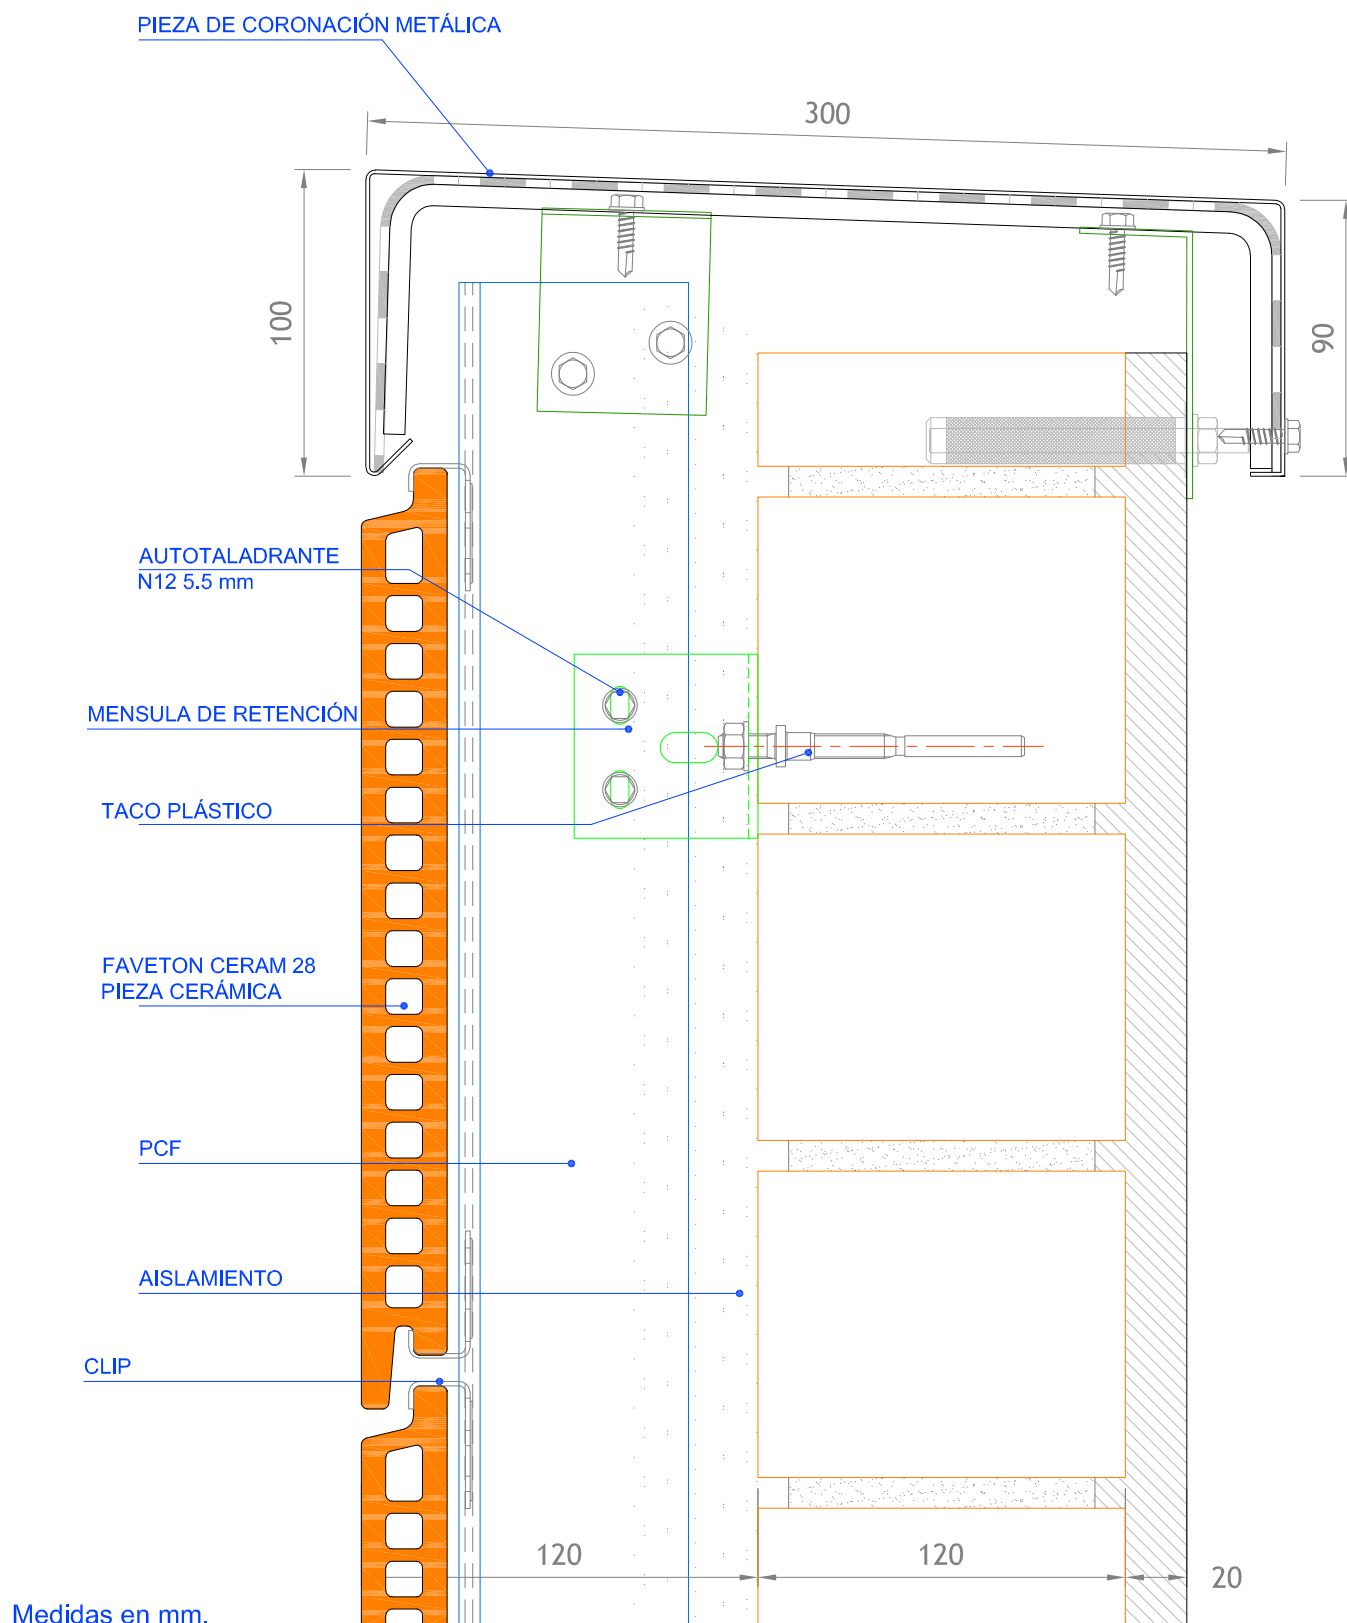 PIEZA DE CORONACIÓN METÁLICA
300
100
90
AUTOTALADRANTE
N12 5.5 mm
MENSULA DE RETENCIÓN
TACO PLÁSTICO
FAVETON CERAM 28
PIEZA CERÁMICA
PCF
AISLAMIENTO
CLIP
120
120
20
Medidas en mm.